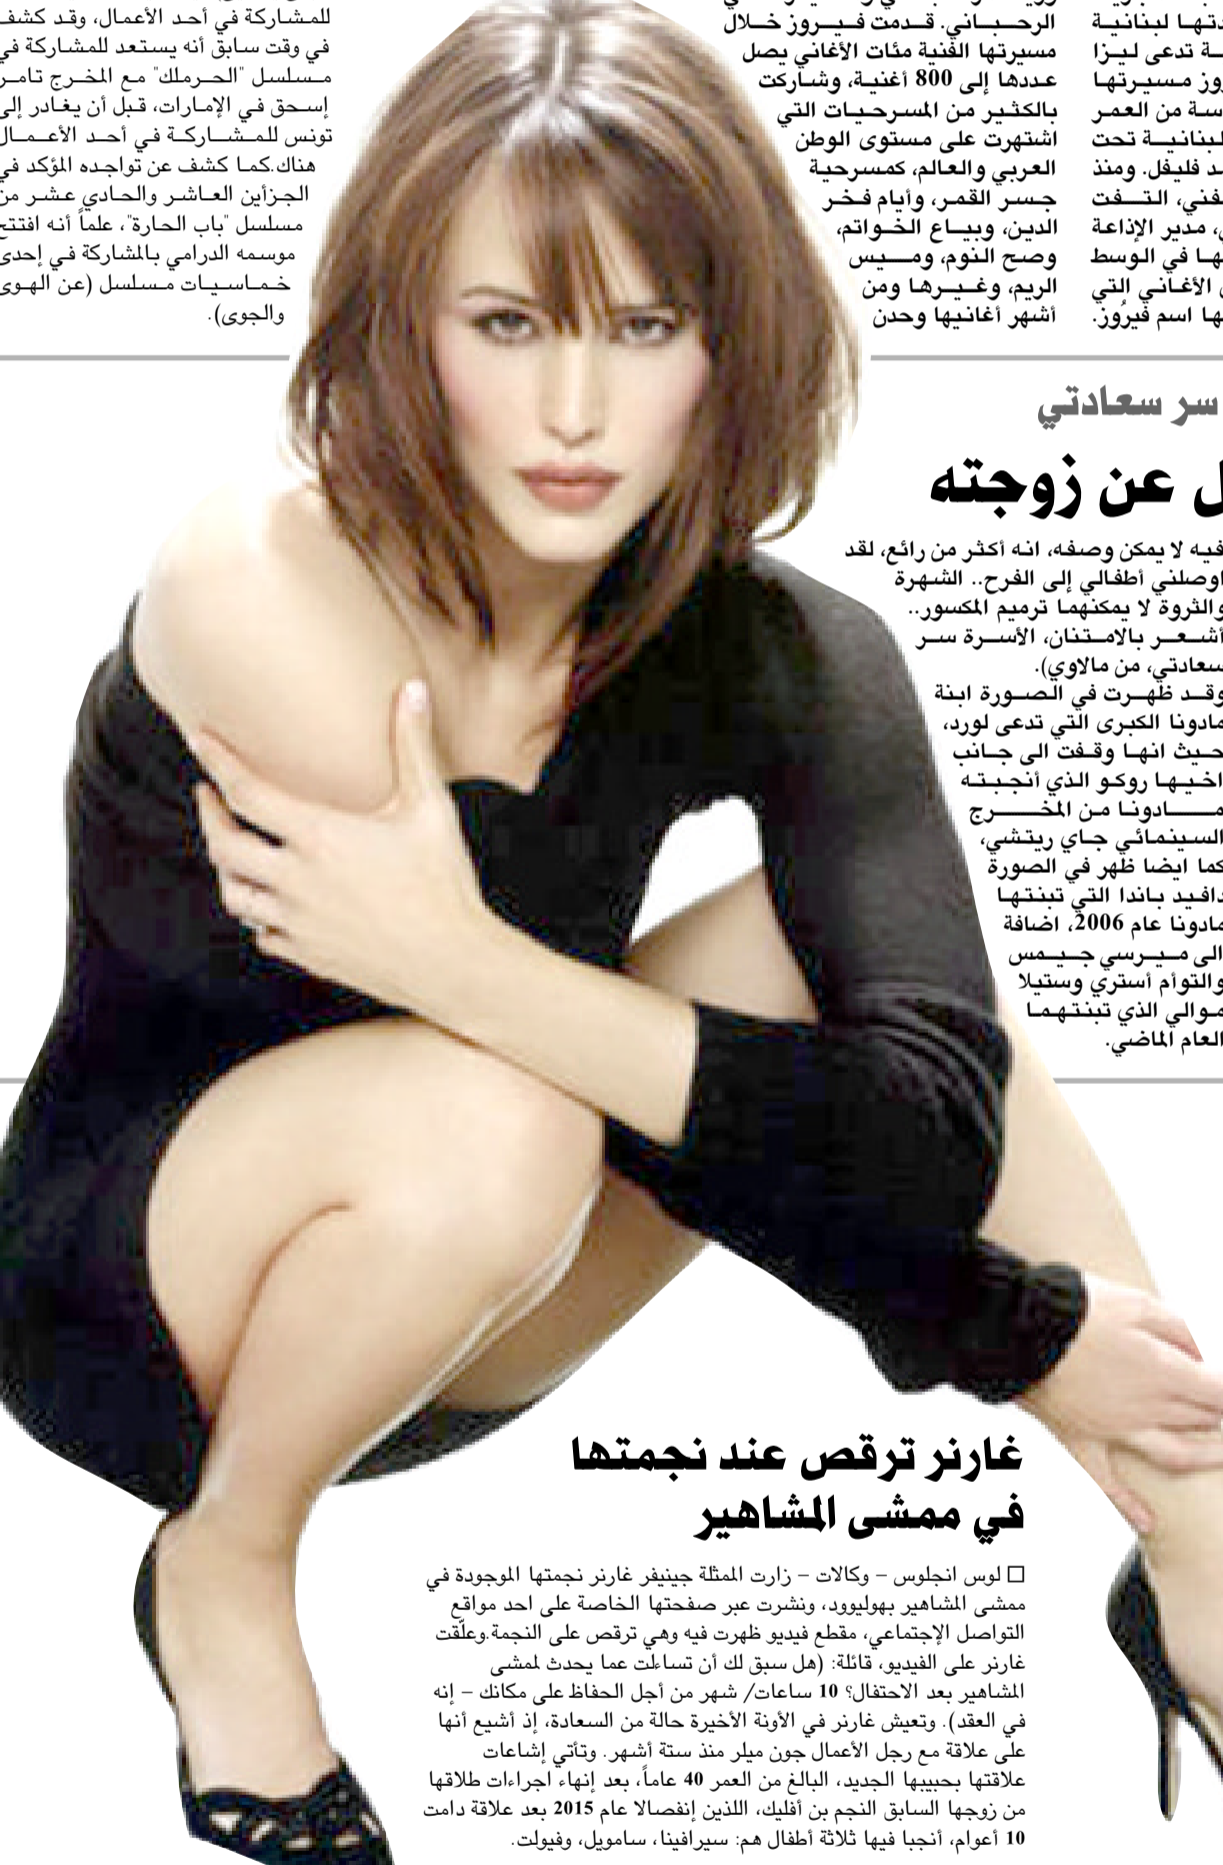 للمشاركة في أحد الأعمال، وقد كشف
في وقت سابق أنه يستعد للمشاركة في
مسلسل "الحرملك" مع المخرج تامر
إسحق في الإمارات، قبل أن يغادر إلى
تونس للمشاركة في أحد الأعمال
هناك.كما كشف عن تواجده المؤكد في
الجزأين العاشر والحادي عشر من
مسلسل "باب الحارة"، علماً أنه افتتح
موسمه الدرامي بالمشاركة في إحدى
خماسيات مسلسل (عن الهوى
والجوى).
الرحباني. قدمت فيروز خلال
مسيرتها الفنية مئات الأغاني يصل
عددها إلى 800 أغنية، وشاركت
بالكثير من المسرحيات التي
اشتهرت على مستوى الوطن
العربي والعالم، كمسرحية
جسر القمر، وأيام فخر
الدين، وبياع الخواتم،
وصح النوم، وميس
الريم، وغيرها ومن
أشهر أغانيها وحدن
لبنانية
تدعى ليزا
مسيرتها
من العمر
تحت
فليفل. ومنذ
التفت
مدير الإذاعة
في الوسط
الأغاني التي
اسم فيرُوز.
سر سعادتي
عن زوجته
فيه لا يمكن وصفه، انه أكثر من رائع، لقد
اوصلني أطفالي إلى الفرح.. الشهرة
والثروة لا يمكنهما ترميم المكسور..
أشعر بالامتنان، الأسرة سر
سعادتي، من مالاوي).
وقد ظهرت في الصورة ابنة
مادونا الكبرى التي تدعى لورد،
حيث انها وقفت الى جانب
اخيها روكو الذي أنجبته
مادونا من المخرج
السينمائي جاي ريتشي،
كما ايضا ظهر في الصورة
دافيد باندا التي تبنتها
مادونا عام 2006، اضافة
الى ميرسي جيمس
والتوأم أستري وستيلا
موالي الذي تبنتهما
العام الماضي.
غارنر ترقص عند نجمتها
في ممشى المشاهير
□ لوس انجلوس – وكالات – زارت الممثلة جينيفر غارنر نجمتها الموجودة في
ممشى المشاهير بهوليوود، ونشرت عبر صفحتها الخاصة على احد مواقع
التواصل الإجتماعي، مقطع فيديو ظهرت فيه وهي ترقص على النجمة.وعلّقت
غارنر على الفيديو، قائلة: (هل سبق لك أن تساءلت عما يحدث لمشى
المشاهير بعد الاحتفال؟ 10 ساعات/ شهر من أجل الحفاظ على مكانك – إنه
في العقد). وتعيش غارنر في الأونة الأخيرة حالة من السعادة، إذ أشيع أنها
على علاقة مع رجل الأعمال جون ميلر منذ ستة أشهر. وتأتي إشاعات
علاقتها بحبيبها الجديد، البالغ من العمر 40 عاماً، بعد إنهاء اجراءات طلاقها
من زوجها السابق النجم بن أفليك، اللذين إنفصالا عام 2015 بعد علاقة دامت
10 أعوام، أنجبا فيها ثلاثة أطفال هم: سيرافينا، سامويل، وفيولت.